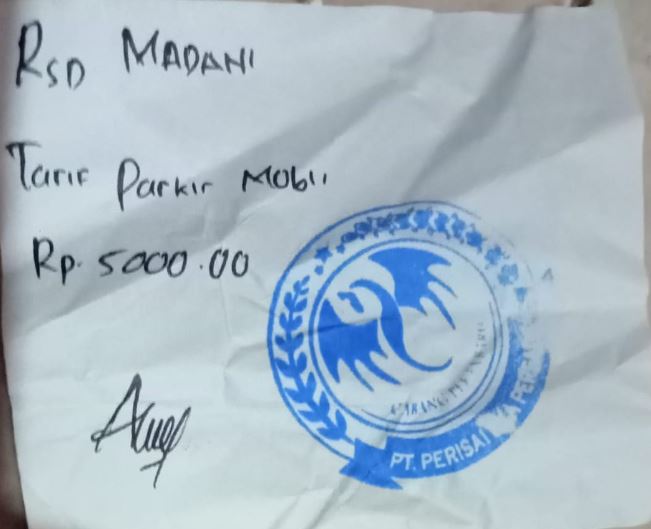 RSD MADANI
Tarif Parkir Mobil
Rp. 5000.00
PT. PERISAI